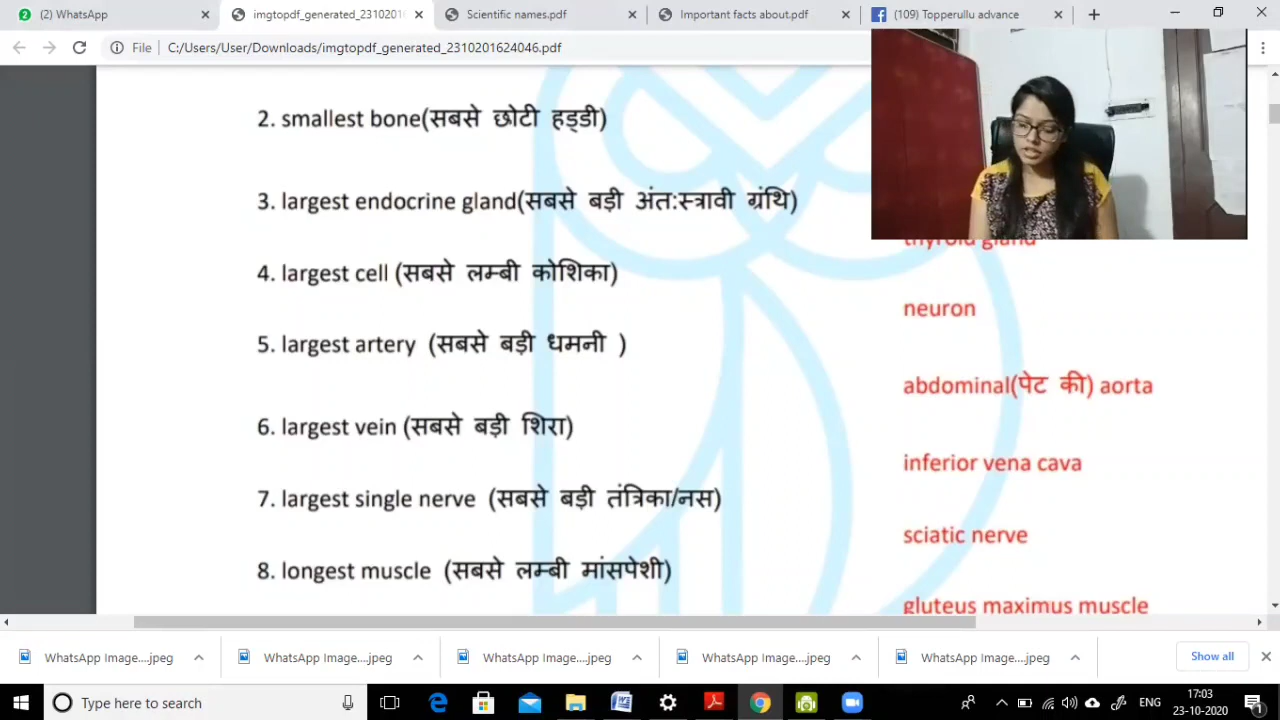 (2) WhatsApp
imgtopdf_generated_2310201
Scientific names.pdf
Important facts about.pdf
(109) Topperullu advance
File
C:/Users/User/Downloads/imgtopdf_generated_2310201624046.pdf
2. smallest bone(सबसे छोटी हड्डी)
3. largest endocrine gland(सबसे बड़ी अंत:स्त्रावी ग्रंथि)
thyroid gland
4. largest cell (सबसे लम्बी कोशिका)
neuron
5. largest artery (सबसे बड़ी धमनी )
abdominal(पेट की) aorta
6. largest vein (सबसे बड़ी शिरा)
inferior vena cava
7. largest single nerve (सबसे बड़ी तंत्रिका/नस)
sciatic nerve
8. longest muscle (सबसे लम्बी मांसपेशी)
gluteus maximus muscle
WhatsApp Image....jpeg
WhatsApp Image....jpeg
WhatsApp Image....jpeg
WhatsApp Image....jpeg
WhatsApp Image....jpeg
Show all
Type here to search
ENG
17:03
23-10-2020